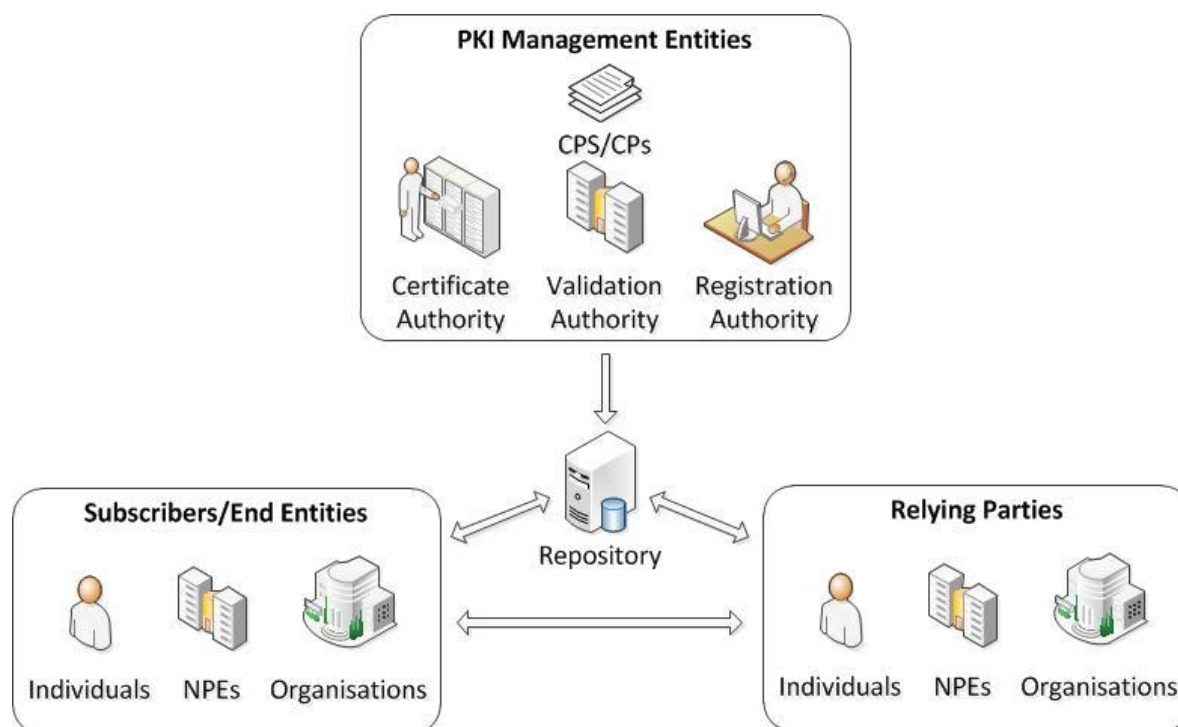 PKI Management Entities
CPS/CPs
Certificate Authority
Validation Authority
Registration Authority
Repository
Subscribers/End Entities
Individuals
NPEs
Organisations
Relying Parties
Individuals
NPEs
Organisations